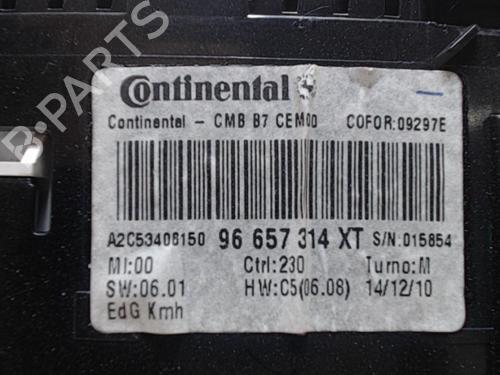 Continental
Continental - CMB B7 CEM00 COFOR:09297E
A2C53408150 96 657 314 XT S/N:015854
MI:00 Ctrl:230 Turno:M
SW:06.01 HW:C5(06.08) 14/12/10
EdG Kmh
B-PARTS